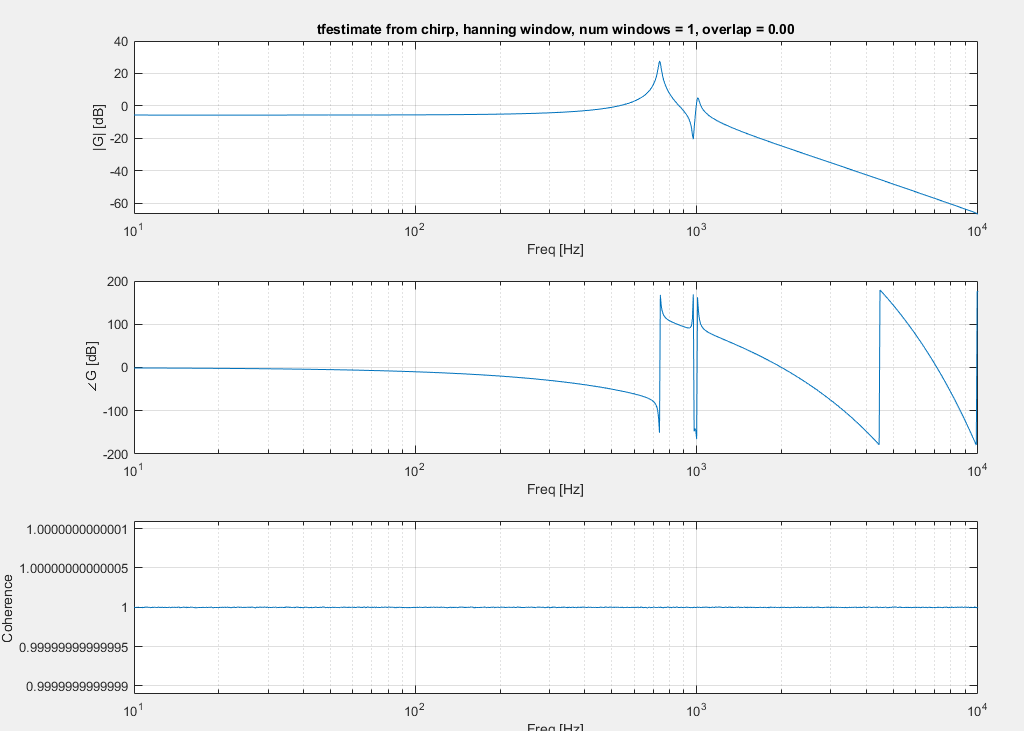 tfestimate from chirp, hanning window, num windows = 1, overlap = 0.00
40
20
0
-20
-40
-60
|G| [dB]
10^1 10^2 10^3 10^4
Freq [Hz]
200
100
0
-100
-200
∠G [dB]
10^1 10^2 10^3 10^4
Freq [Hz]
1.0000000000001
1.00000000000005
1
0.99999999999995
0.9999999999999
Coherence
10^1 10^2 10^3 10^4
Freq [Hz]